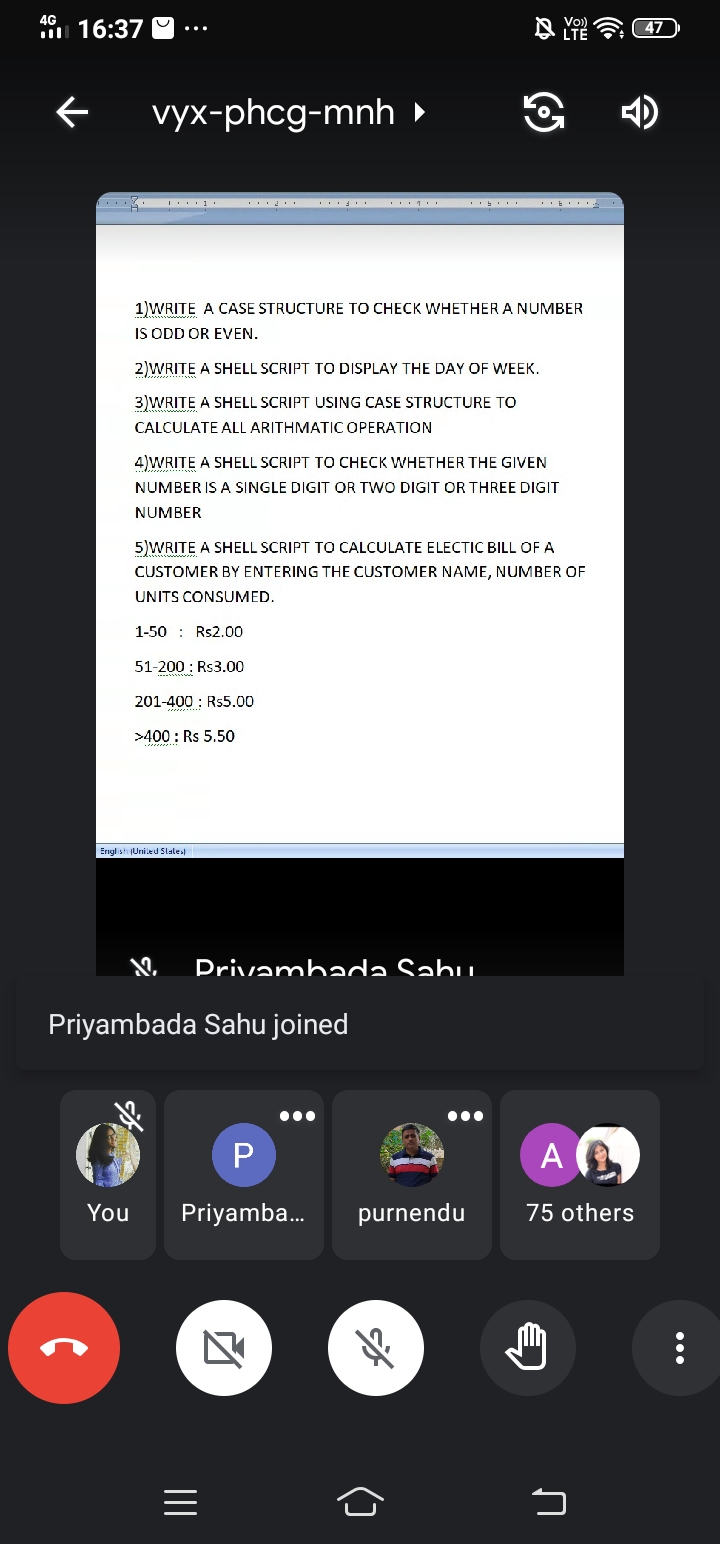 4G 16:37 ... Vo)) LTE 47
vyx-phcg-mnh
1)WRITE A CASE STRUCTURE TO CHECK WHETHER A NUMBER
IS ODD OR EVEN.
2)WRITE A SHELL SCRIPT TO DISPLAY THE DAY OF WEEK.
3)WRITE A SHELL SCRIPT USING CASE STRUCTURE TO
CALCULATE ALL ARITHMATIC OPERATION
4)WRITE A SHELL SCRIPT TO CHECK WHETHER THE GIVEN
NUMBER IS A SINGLE DIGIT OR TWO DIGIT OR THREE DIGIT
NUMBER
5)WRITE A SHELL SCRIPT TO CALCULATE ELECTIC BILL OF A
CUSTOMER BY ENTERING THE CUSTOMER NAME, NUMBER OF
UNITS CONSUMED.
1-50 : Rs2.00
51-200 : Rs3.00
201-400 : Rs5.00
>400 : Rs 5.50
English (United States)
Priyambada Sahu
Priyambada Sahu joined
P A
You Priyamba... purnendu 75 others